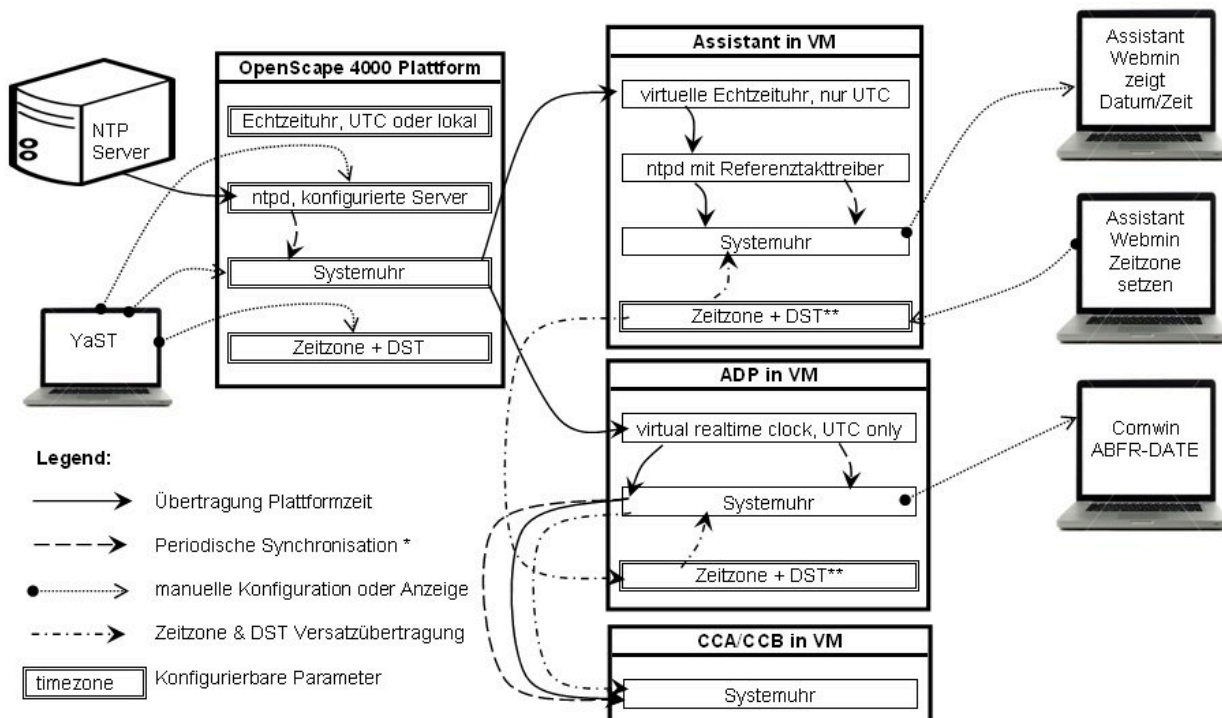 NTP
Server
YaST
OpenScape 4000 Plattform
Echtzeituhr, UTC oder lokal
ntpd, konfigurierte Server
Systemuhr
Zeitzone + DST
Assistant in VM
virtuelle Echtzeituhr, nur UTC
ntpd mit Referenztakttreiber
Systemuhr
Zeitzone + DST**
ADP in VM
virtual realtime clock, UTC only
Systemuhr
Zeitzone + DST**
CCA/CCB in VM
Systemuhr
Assistant
Webmin
zeigt
Datum/Zeit
Assistant
Webmin
Zeitzone
setzen
Comwin
ABFR-DATE
Legend:
Übertragung Plattformzeit
Periodische Synchronisation *
manuelle Konfiguration oder Anzeige
Zeitzone & DST Versatzübertragung
timezone
Konfigurierbare Parameter